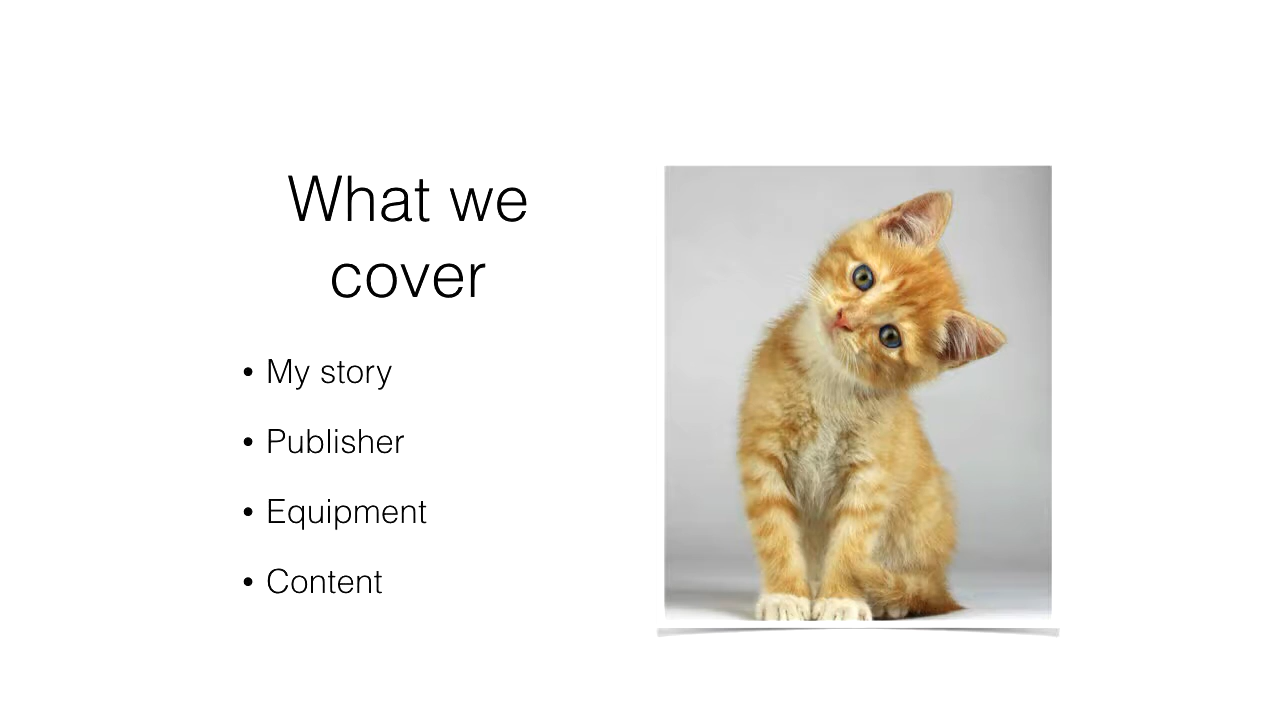 What we
cover
• My story
• Publisher
• Equipment
• Content